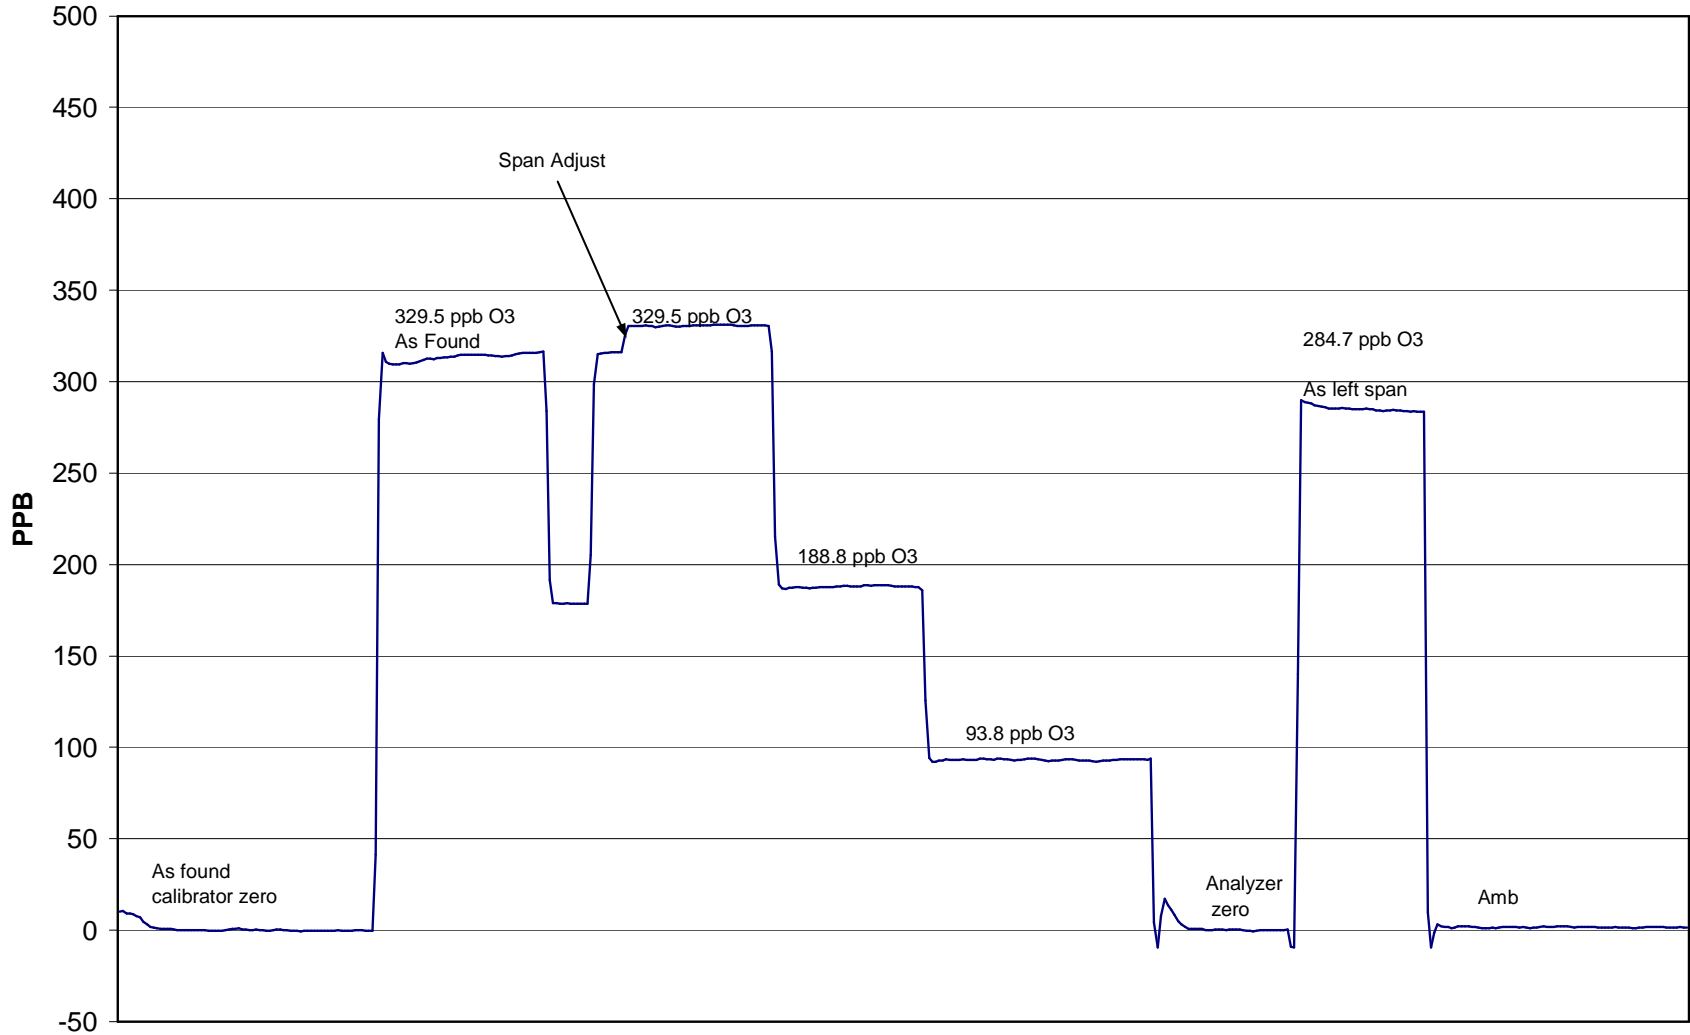 500
450
400
350
300
250
200
150
100
50
0
-50
PPB
Span Adjust
329.5 ppb O3
As Found
329.5 ppb O3
188.8 ppb O3
93.8 ppb O3
284.7 ppb O3
As left span
As found
calibrator zero
Analyzer
zero
Amb